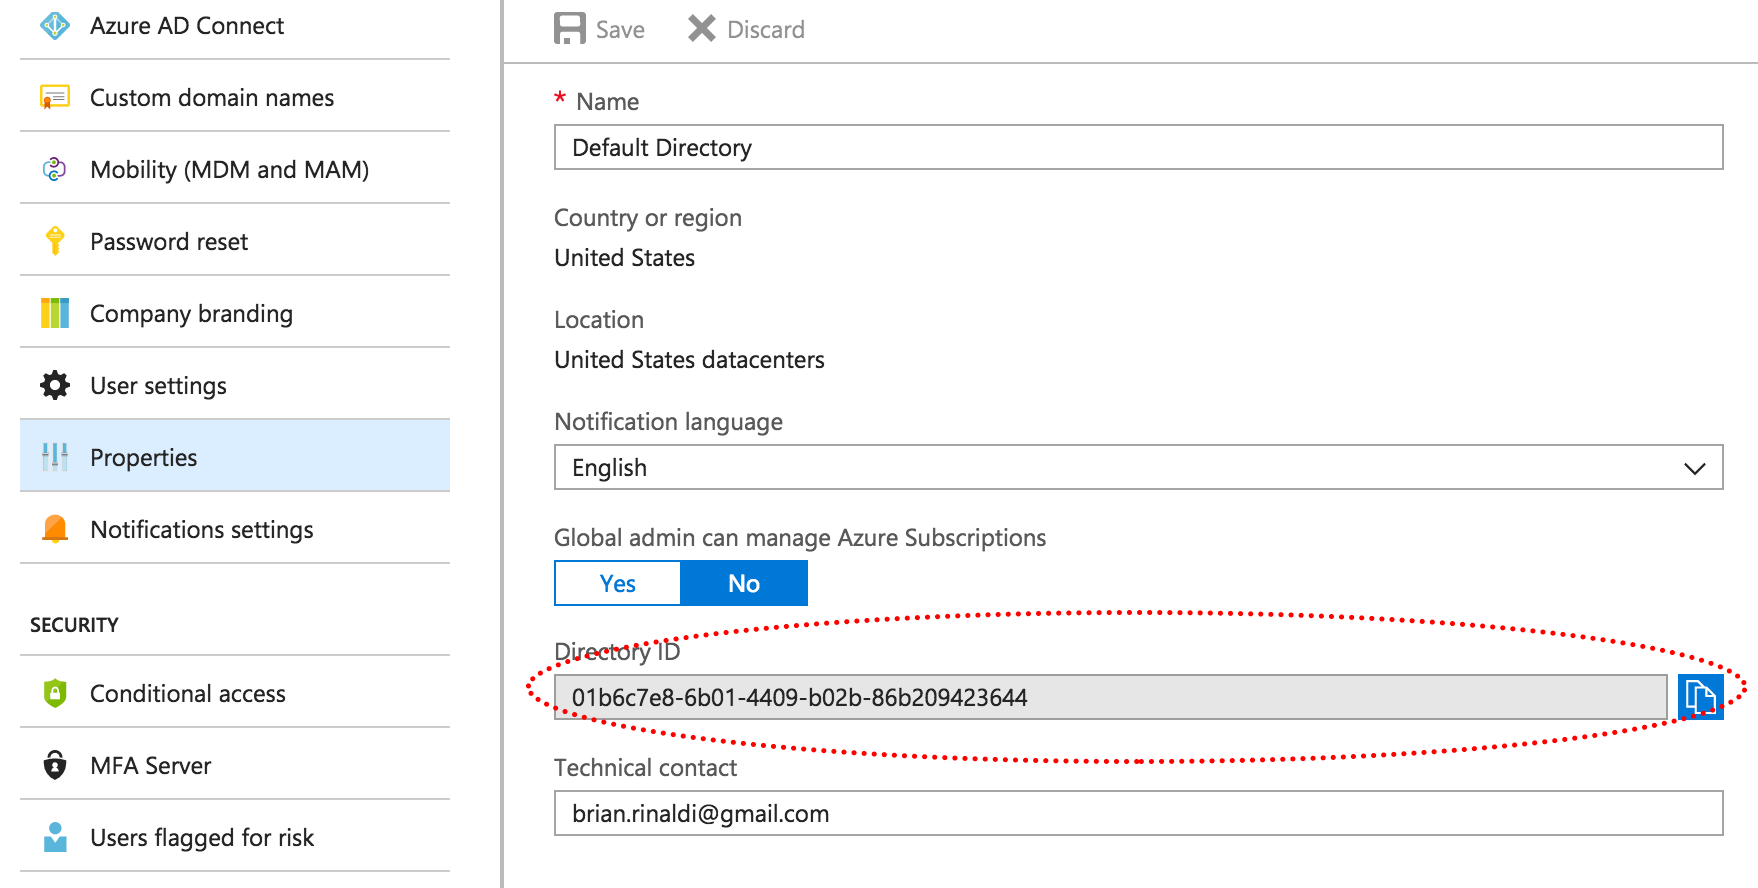 Azure AD Connect
Custom domain names
Mobility (MDM and MAM)
Password reset
Company branding
User settings
Properties
Notifications settings
SECURITY
Conditional access
MFA Server
Users flagged for risk
Save Discard
* Name
Default Directory
Country or region
United States
Location
United States datacenters
Notification language
English
Global admin can manage Azure Subscriptions
Yes No
Directory ID
01b6c7e8-6b01-4409-b02b-86b209423644
Technical contact
brian.rinaldi@gmail.com